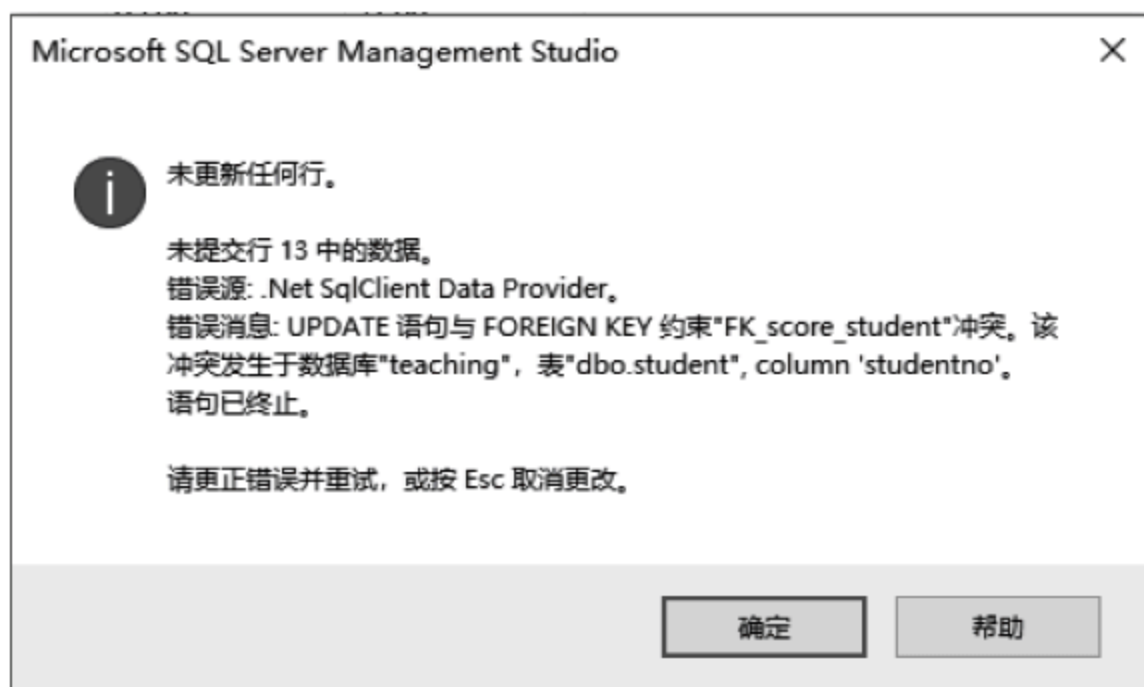 Microsoft SQL Server Management Studio
未更新任何行。
未提交行 13 中的数据。
错误源: .Net SqlClient Data Provider。
错误消息: UPDATE 语句与 FOREIGN KEY 约束"FK_score_student"冲突。该
冲突发生于数据库"teaching"，表"dbo.student", column 'studentno'。
语句已终止。
请更正错误并重试，或按 Esc 取消更改。
确定
帮助